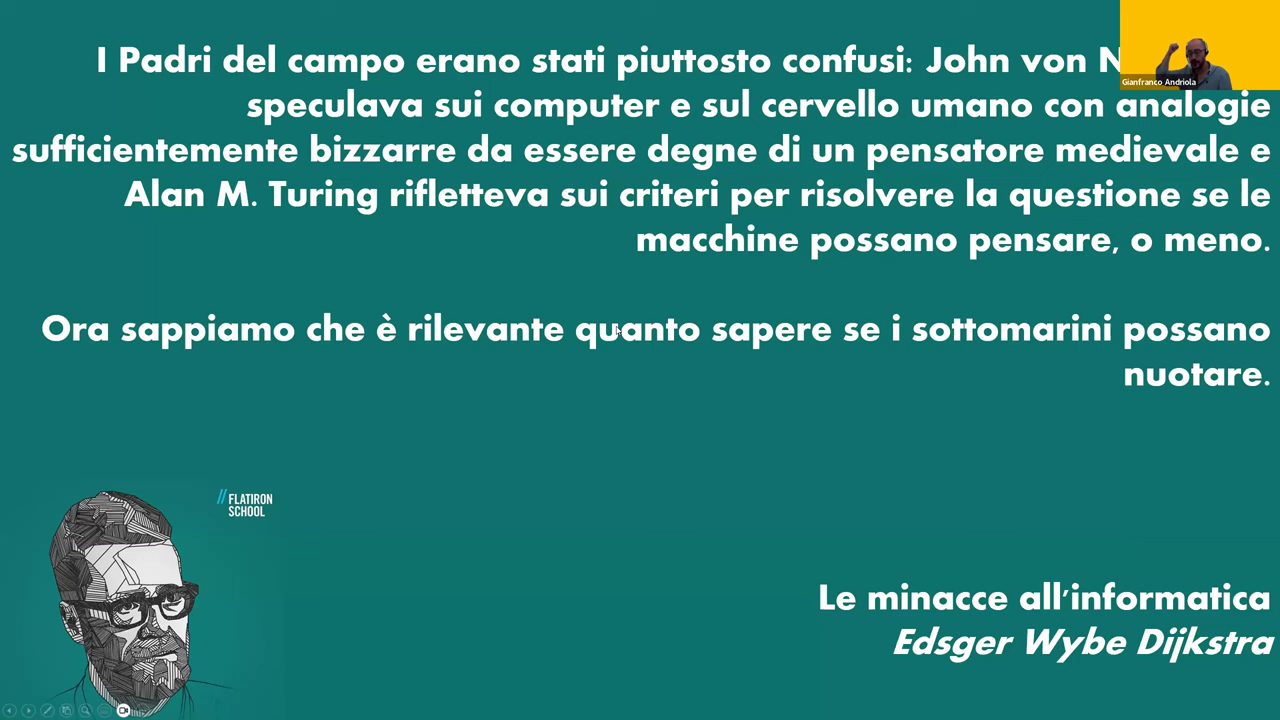 I Padri del campo erano stati piuttosto confusi: John von
speculava sui computer e sul cervello umano con analogie
sufficientemente bizzarre da essere degne di un pensatore medievale e
Alan M. Turing rifletteva sui criteri per risolvere la questione se le
macchine possano pensare, o meno.
Ora sappiamo che è rilevante quanto sapere se i sottomarini possano
nuotare.
Gianfranco Andriola
// FLATIRON
SCHOOL
Le minacce all'informatica
Edsger Wybe Dijkstra